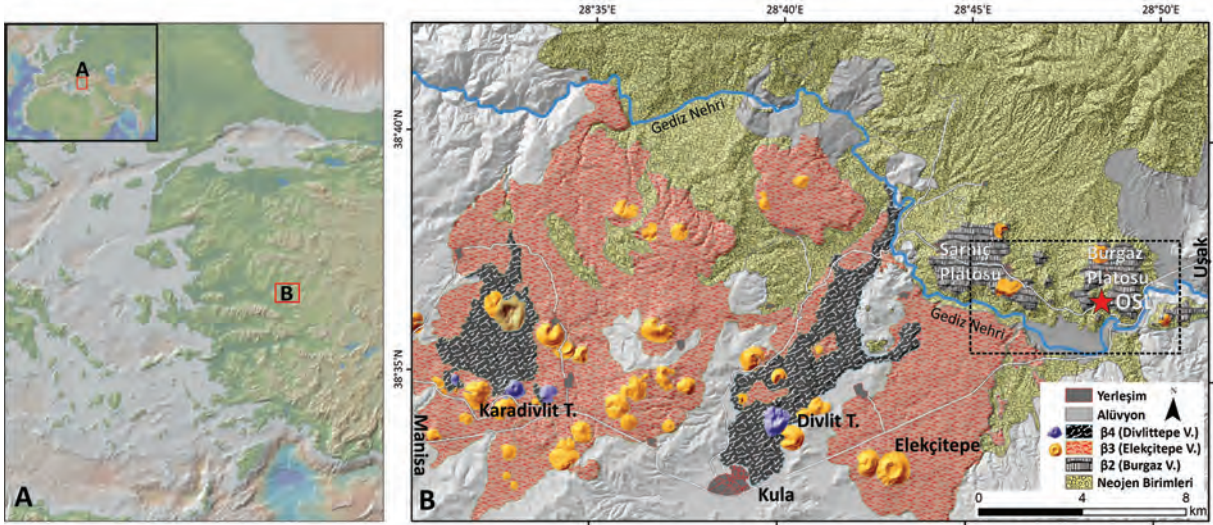 A
B
A
28°35'E
28°40'E
28°45'E
28°50'E
38°40'N
38°35'N
Gediz Nehri
Sarnıç
Platosu
Burgaz
Platosu
OS
Uşak
Gediz Nehri
Karadivlit T.
Divlit T.
Elekçitepe
Manisa
Kula
B
N
Yerleşim
Alüvyon
β4 (Divlittepe V.)
β3 (Elekçitepe V.)
β2 (Burgaz V.)
Neojen Birimleri
0 4 8
km